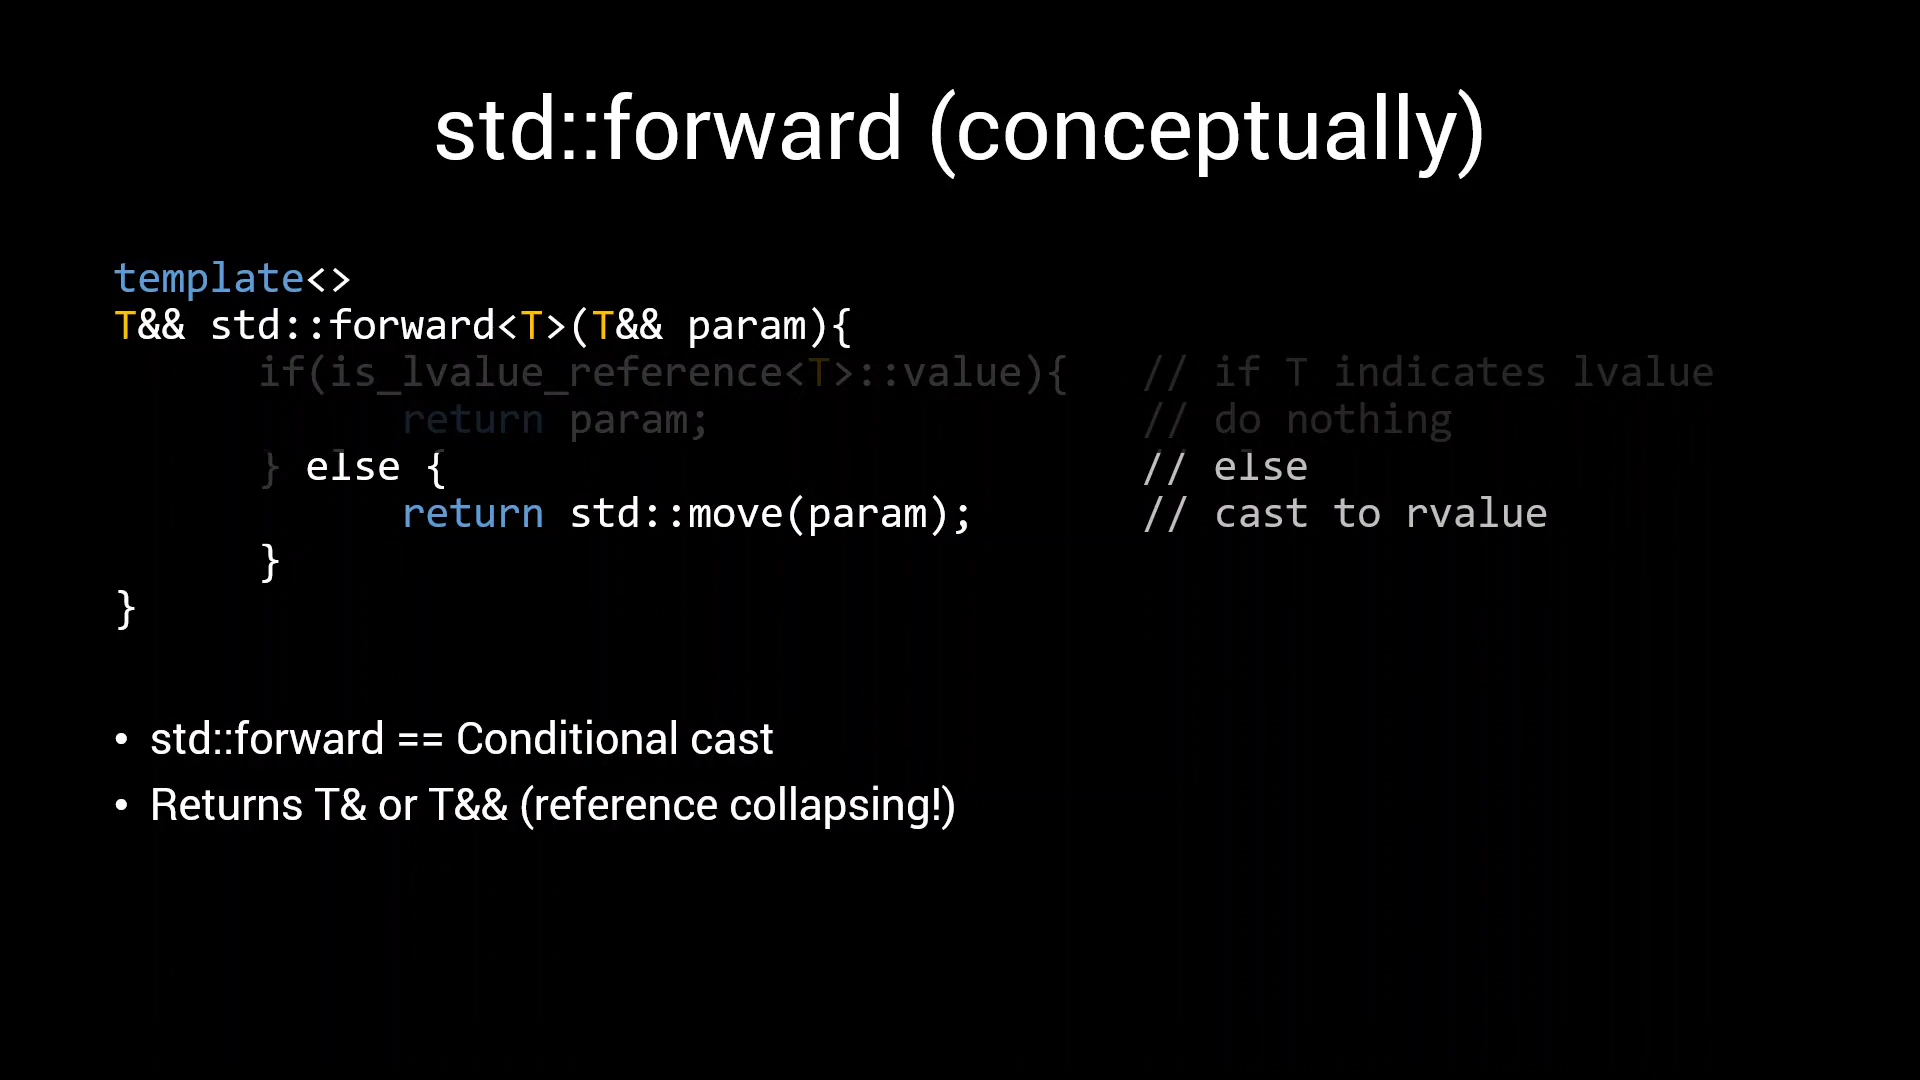 std::forward (conceptually)
template<>
T&& std::forward<T>(T&& param){
if(is_lvalue_reference<T>::value){ // if T indicates lvalue
return param; // do nothing
} else { // else
return std::move(param); // cast to rvalue
}
}
• std::forward == Conditional cast
• Returns T& or T&& (reference collapsing!)